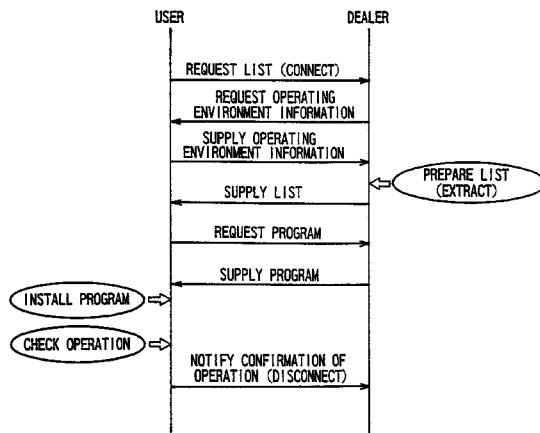 USER
DEALER
REQUEST LIST (CONNECT)
REQUEST OPERATING
ENVIRONMENT INFORMATION
SUPPLY OPERATING
ENVIRONMENT INFORMATION
PREPARE LIST
(EXTRACT)
SUPPLY LIST
REQUEST PROGRAM
SUPPLY PROGRAM
INSTALL PROGRAM
CHECK OPERATION
NOTIFY CONFIRMATION OF
OPERATION (DISCONNECT)